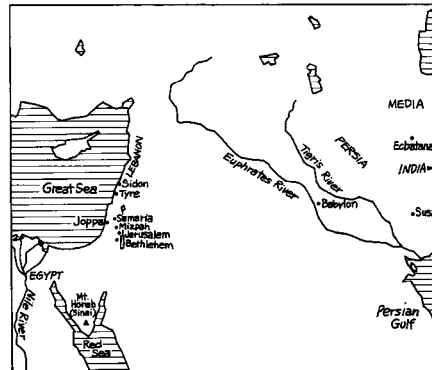 MEDIA
Ecbatana
PERSIA
INDIA
Tigris River
Euphrates River
Babylon
Susa
LEBANON
Great Sea
Sidon
Tyre
Joppa
Samaria
Mizpah
Jerusalem
Bethlehem
EGYPT
Nile River
Mt.
Horeb
(Sinai)
Red
Sea
Persian
Gulf